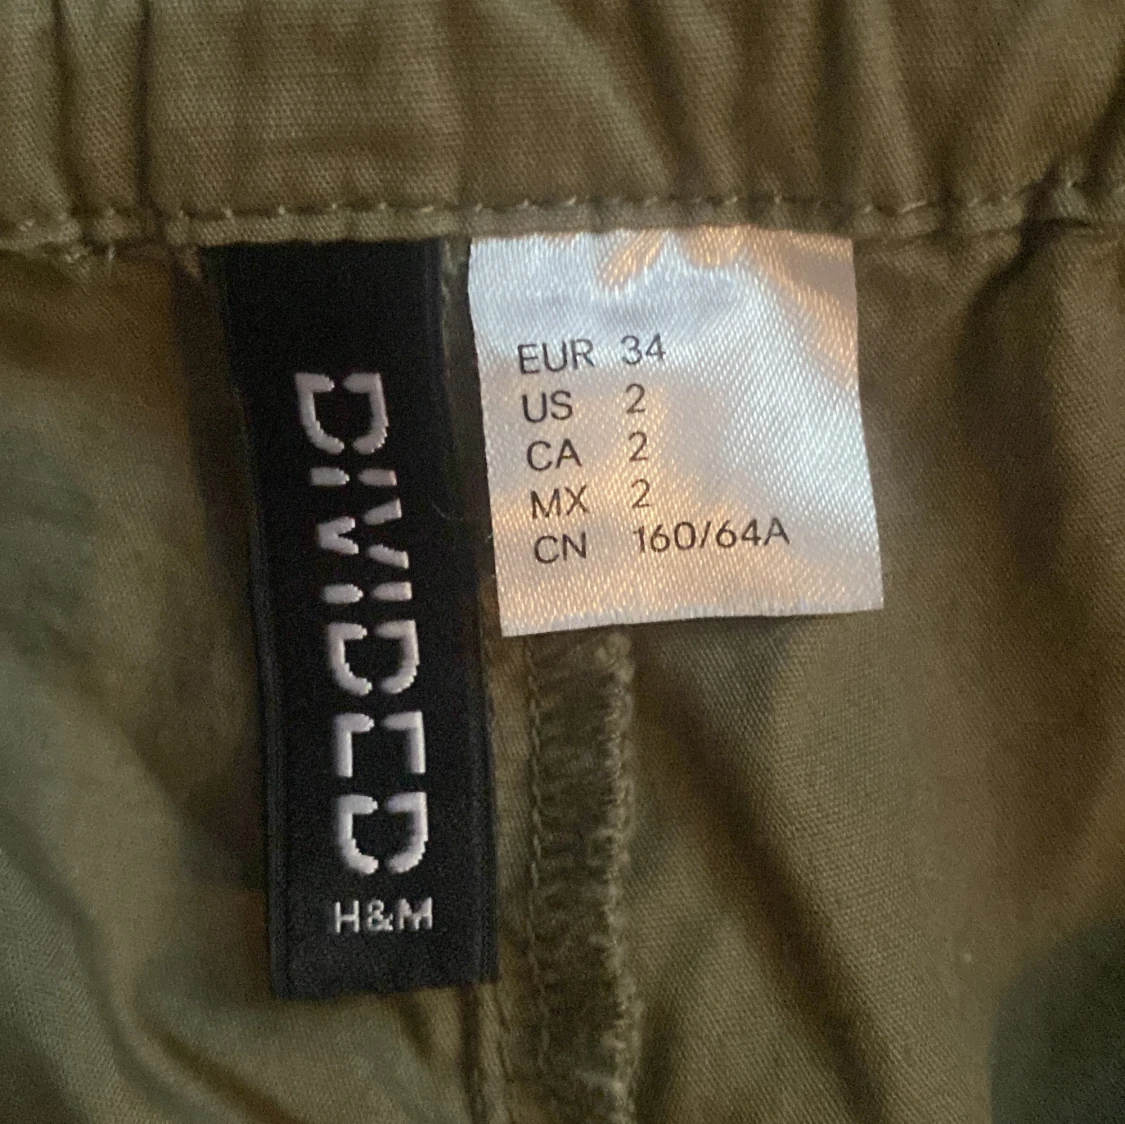 DIVIDED
H&M
EUR 34
US 2
CA 2
MX 2
CN 160/64A